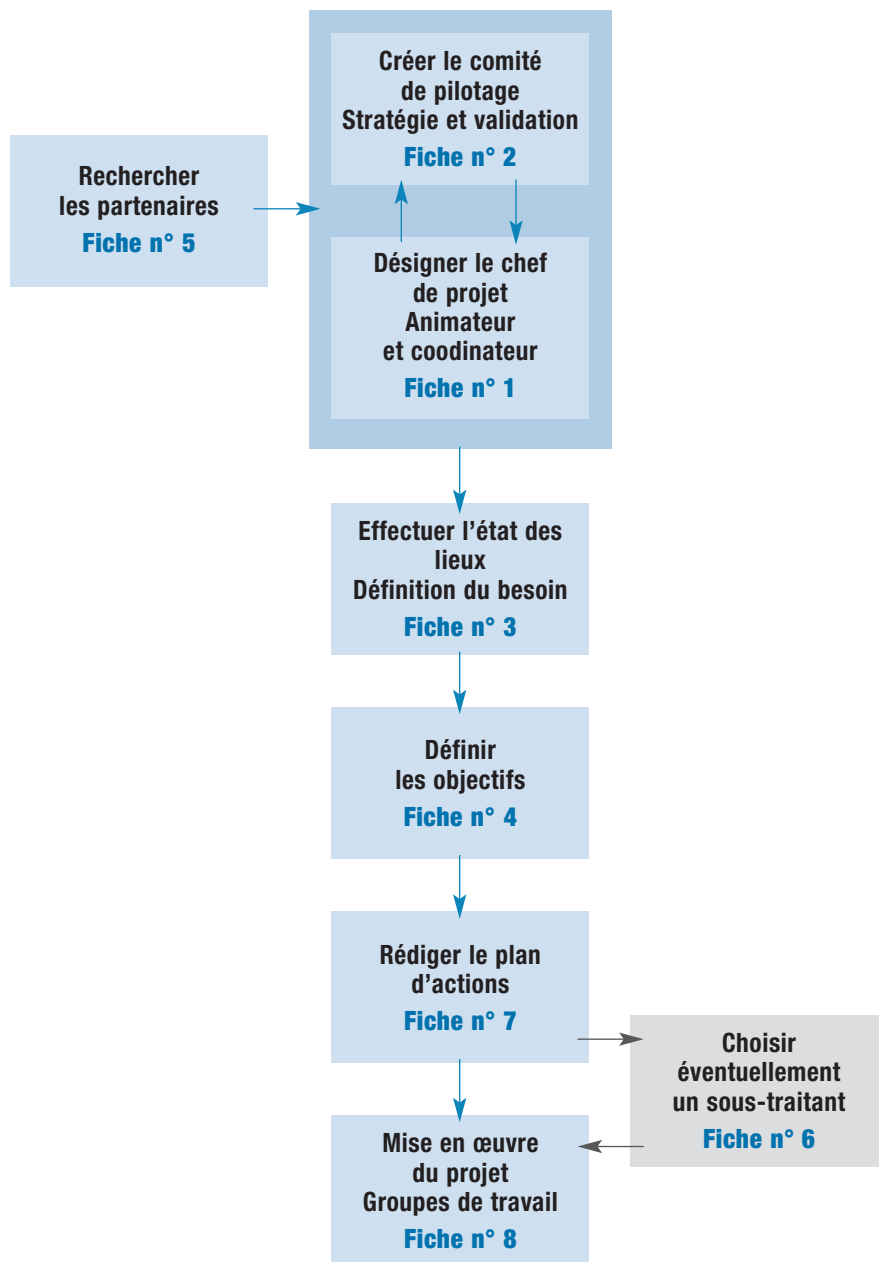 Créer le comité
de pilotage
Stratégie et validation
Fiche n° 2
Rechercher
les partenaires
Fiche n° 5
Désigner le chef
de projet
Animateur
et coodinateur
Fiche n° 1
Effectuer l'état des
lieux
Définition du besoin
Fiche n° 3
Définir
les objectifs
Fiche n° 4
Rédiger le plan
d'actions
Fiche n° 7
Choisir
éventuellement
un sous-traitant
Fiche n° 6
Mise en œuvre
du projet
Groupes de travail
Fiche n° 8